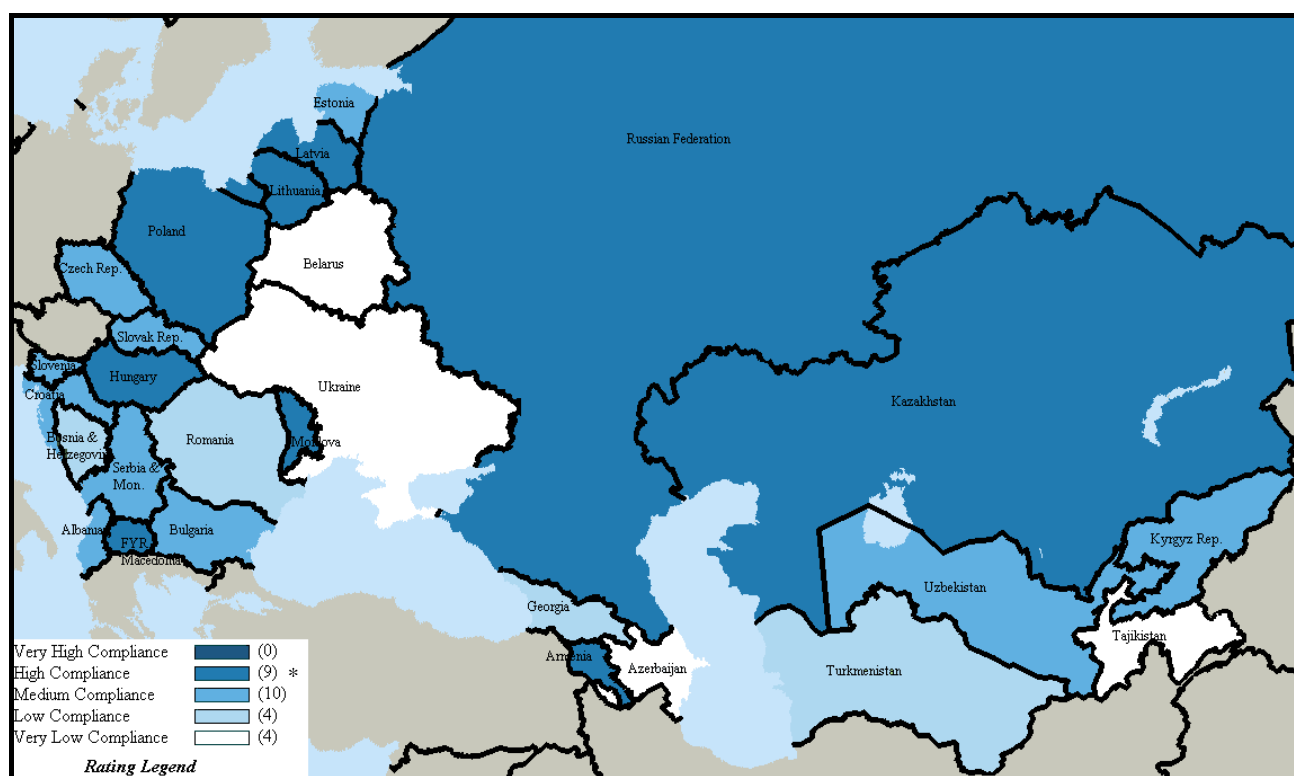 Estonia
Russian Federation
Latvia
Lithuania
Poland
Belarus
Czech Rep.
Slovak Rep.
Slovenia
Hungary
Ukraine
Croatia
Kazakhstan
Bosnia &
Herzegovin
Romania
Moldova
Serbia &
Mon.
Albania
Bulgaria
FYR
Macedonia
Kyrgyz Rep.
Uzbekistan
Georgia
Tajikistan
Armenia
Azerbaijan
Turkmenistan
Very High Compliance (0)
High Compliance (9) *
Medium Compliance (10)
Low Compliance (4)
Very Low Compliance (4)
Rating Legend